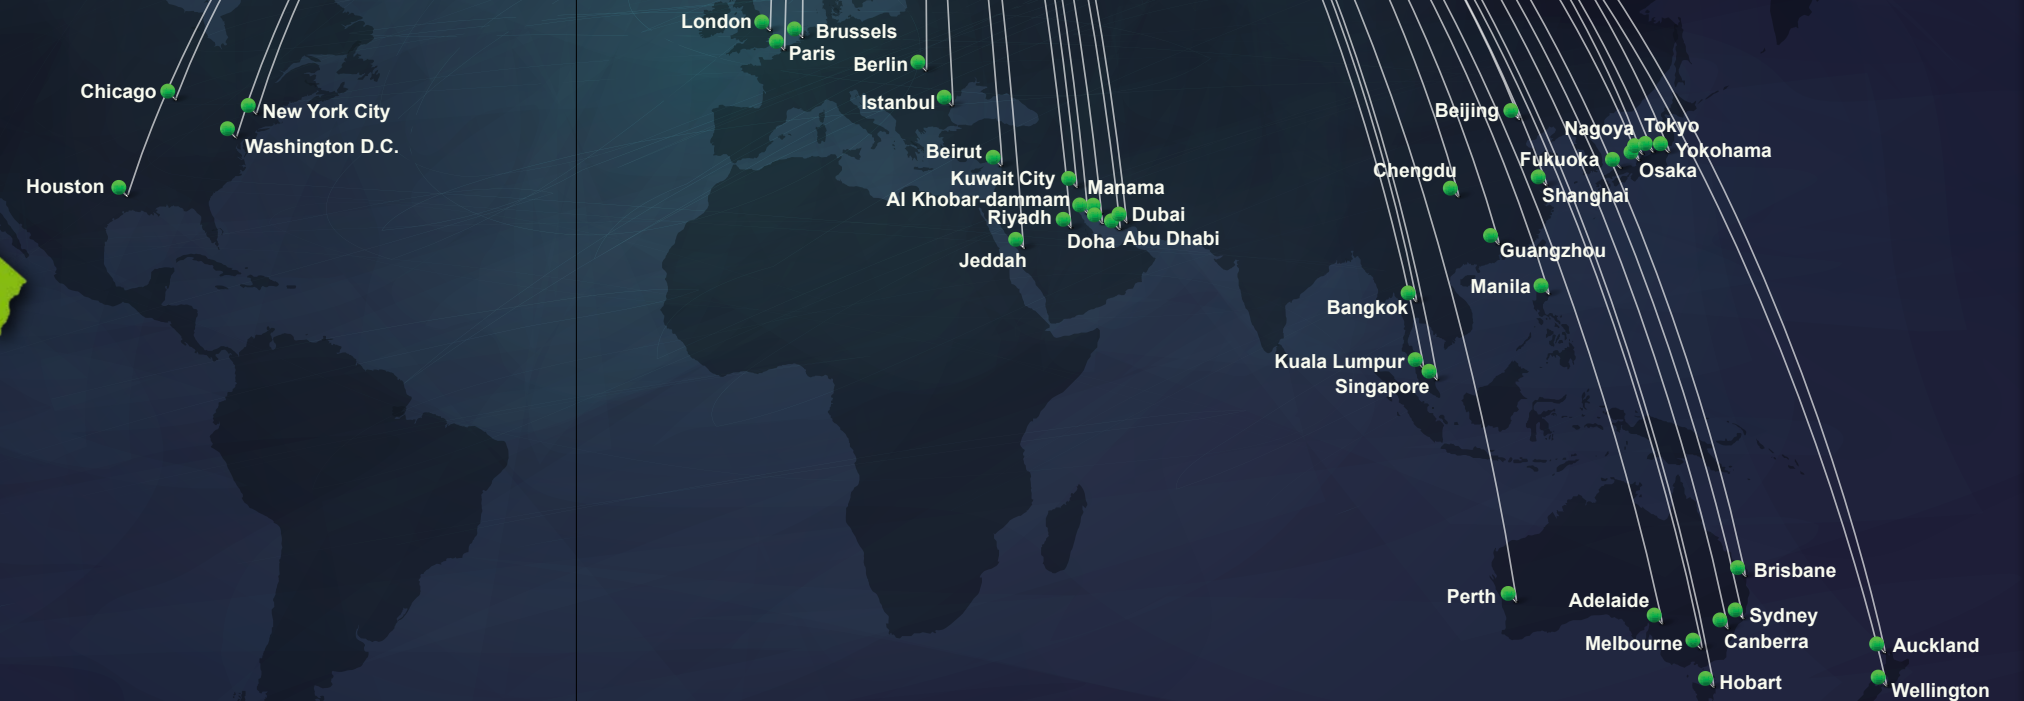 London
Brussels
Paris
Berlin
Chicago
Istanbul
New York City
Beijing
Nagoya
Tokyo
Washington D.C.
Beirut
Yokohama
Fukuoka
Chengdu
Osaka
Kuwait City
Houston
Manama
Shanghai
Al Khobar-dammam
Riyadh
Dubai
Doha
Abu Dhabi
Guangzhou
Jeddah
Manila
Bangkok
Kuala Lumpur
Singapore
Brisbane
Perth
Adelaide
Sydney
Canberra
Melbourne
Auckland
Hobart
Wellington